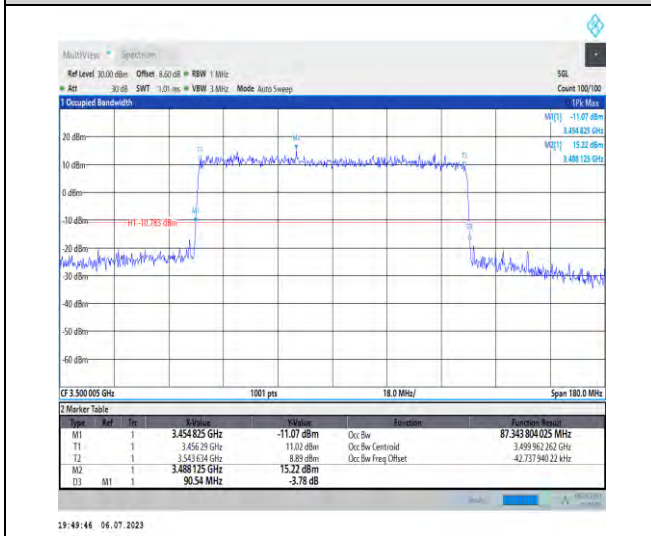 MultiView Spectrum
Ref Level 30.00 dBm Offset 8.60 dB RBW 1 MHz SGL
Att 30 dB SWT 1.01 ms VBW 3 MHz Mode Auto Sweep Count 100/100
1 Occupied Bandwidth 1Pk Max
M1[1] -11.07 dBm
3.454 825 GHz
M2[1] 15.22 dBm
3.488 125 GHz
20 dBm
M2
T1
T2
10 dBm
0 dBm
M1
-10 dBm
H1 -10.783 dBm
D3
-20 dBm
-30 dBm
-40 dBm
-50 dBm
-60 dBm
CF 3.500 005 GHz 1001 pts 18.0 MHz/ Span 180.0 MHz
2 Marker Table
Type Ref Trc X-Value Y-Value Function Function Result
M1 1 3.454 825 GHz -11.07 dBm Occ Bw 87.343 804 025 MHz
T1 1 3.456 29 GHz 11.02 dBm Occ Bw Centroid 3.499 962 262 GHz
T2 1 3.543 634 GHz 8.89 dBm Occ Bw Freq Offset -42.737 940 22 kHz
M2 1 3.488 125 GHz 15.22 dBm
D3 M1 1 90.54 MHz -3.78 dB
19:49:46 06.07.2023